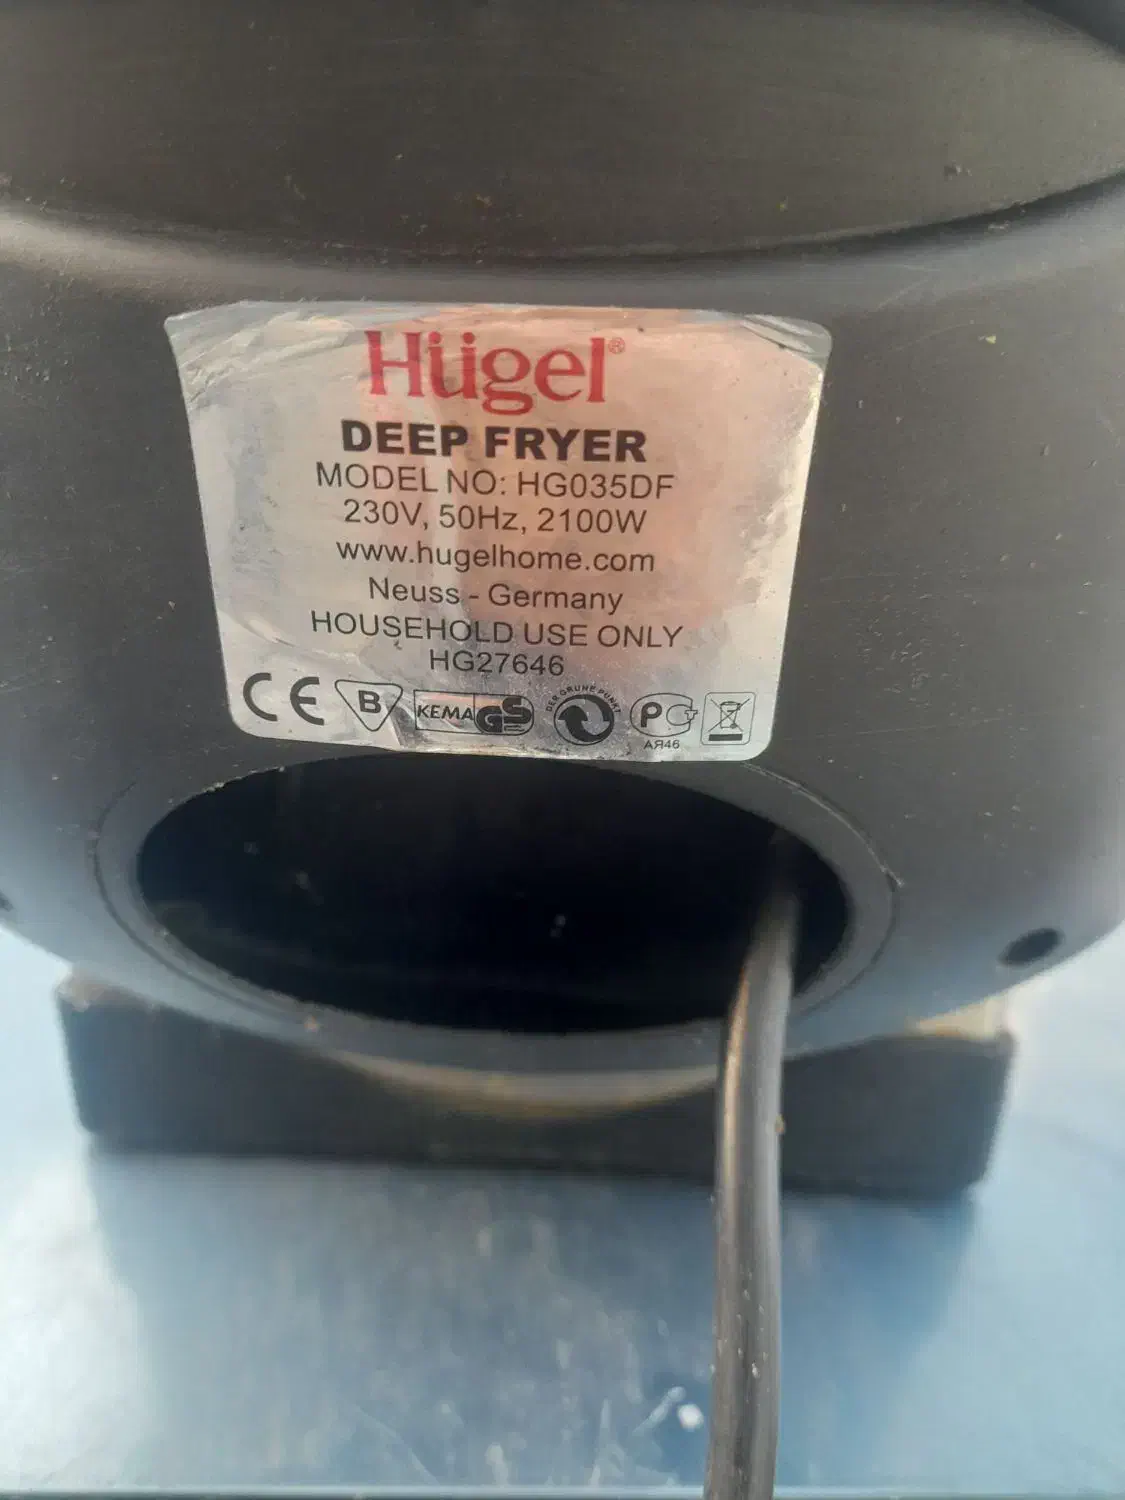 Hügel®
DEEP FRYER
MODEL NO: HG035DF
230V, 50Hz, 2100W
www.hugelhome.com
Neuss - Germany
HOUSEHOLD USE ONLY
HG27646
CE B KEMA GS DER GRÜNE PUNKT PCT
АЯ46